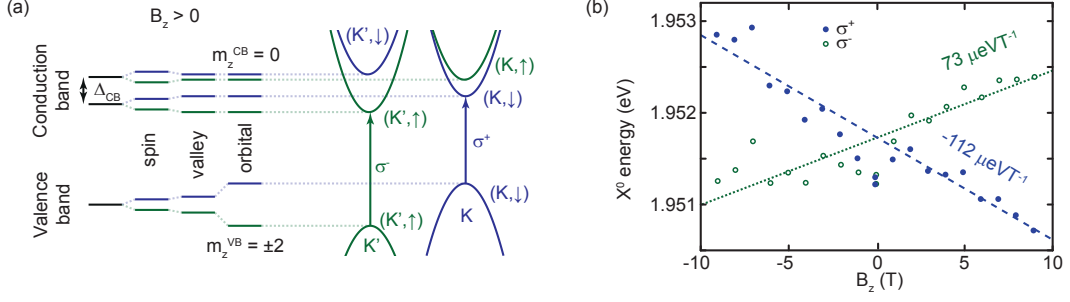 (a)
B_z > 0
Conduction band
Δ_CB
Valence band
spin
valley
orbital
m_z^CB = 0
m_z^VB = ±2
(K',↓)
(K',↑)
σ^-
(K',↑)
K'
(K,↑)
(K,↓)
σ^+
(K,↓)
K
(b)
X^0 energy (eV)
1.953
1.952
1.951
σ^+
σ^-
73 μeVT^-1
-112 μeVT^-1
-10 -5 0 5 10
B_z (T)